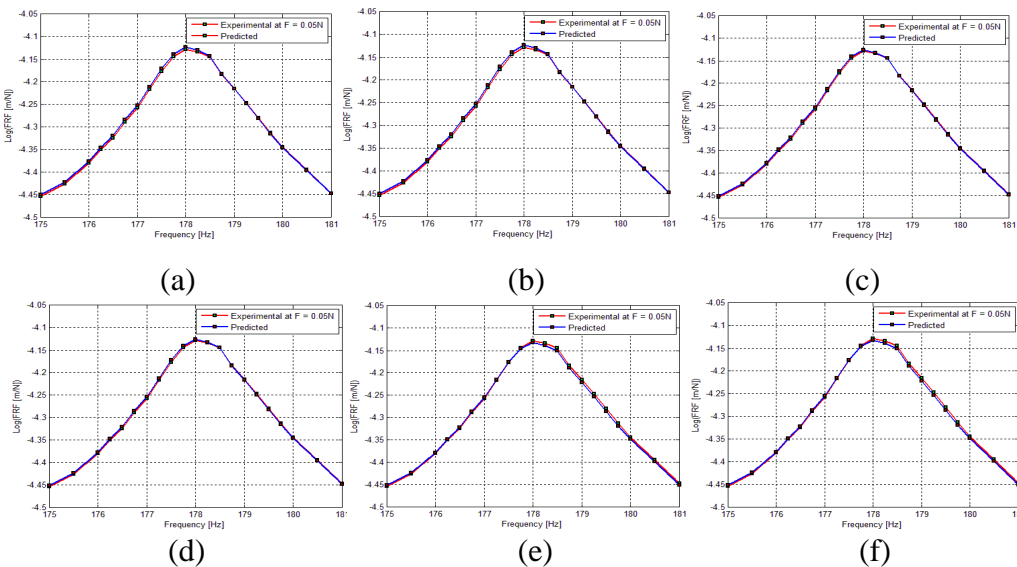 -4.05
-4.1
-4.15
-4.2
-4.25
-4.3
-4.35
-4.4
-4.45
-4.5
Log(FRF [m/N]
175 176 177 178 179 180 181
Frequency [Hz]
Experimental at F = 0.05N
Predicted
(a)
-4.05
-4.1
-4.15
-4.2
-4.25
-4.3
-4.35
-4.4
-4.45
-4.5
Log(FRF [m/N]
175 176 177 178 179 180 181
Frequency [Hz]
Experimental at F = 0.05N
Predicted
(b)
-4.05
-4.1
-4.15
-4.2
-4.25
-4.3
-4.35
-4.4
-4.45
-4.5
Log(FRF [m/N]
175 176 177 178 179 180 181
Frequency [Hz]
Experimental at F = 0.05N
Predicted
(c)
-4.05
-4.1
-4.15
-4.2
-4.25
-4.3
-4.35
-4.4
-4.45
-4.5
Log(FRF [m/N]
175 176 177 178 179 180 181
Frequency [Hz]
Experimental at F = 0.05N
Predicted
(d)
-4.05
-4.1
-4.15
-4.2
-4.25
-4.3
-4.35
-4.4
-4.45
-4.5
Log(FRF [m/N]
175 176 177 178 179 180 181
Frequency [Hz]
Experimental at F = 0.05N
Predicted
(e)
-4.05
-4.1
-4.15
-4.2
-4.25
-4.3
-4.35
-4.4
-4.45
-4.5
Log(FRF [m/N]
175 176 177 178 179 180 181
Frequency [Hz]
Experimental at F = 0.05N
Predicted
(f)